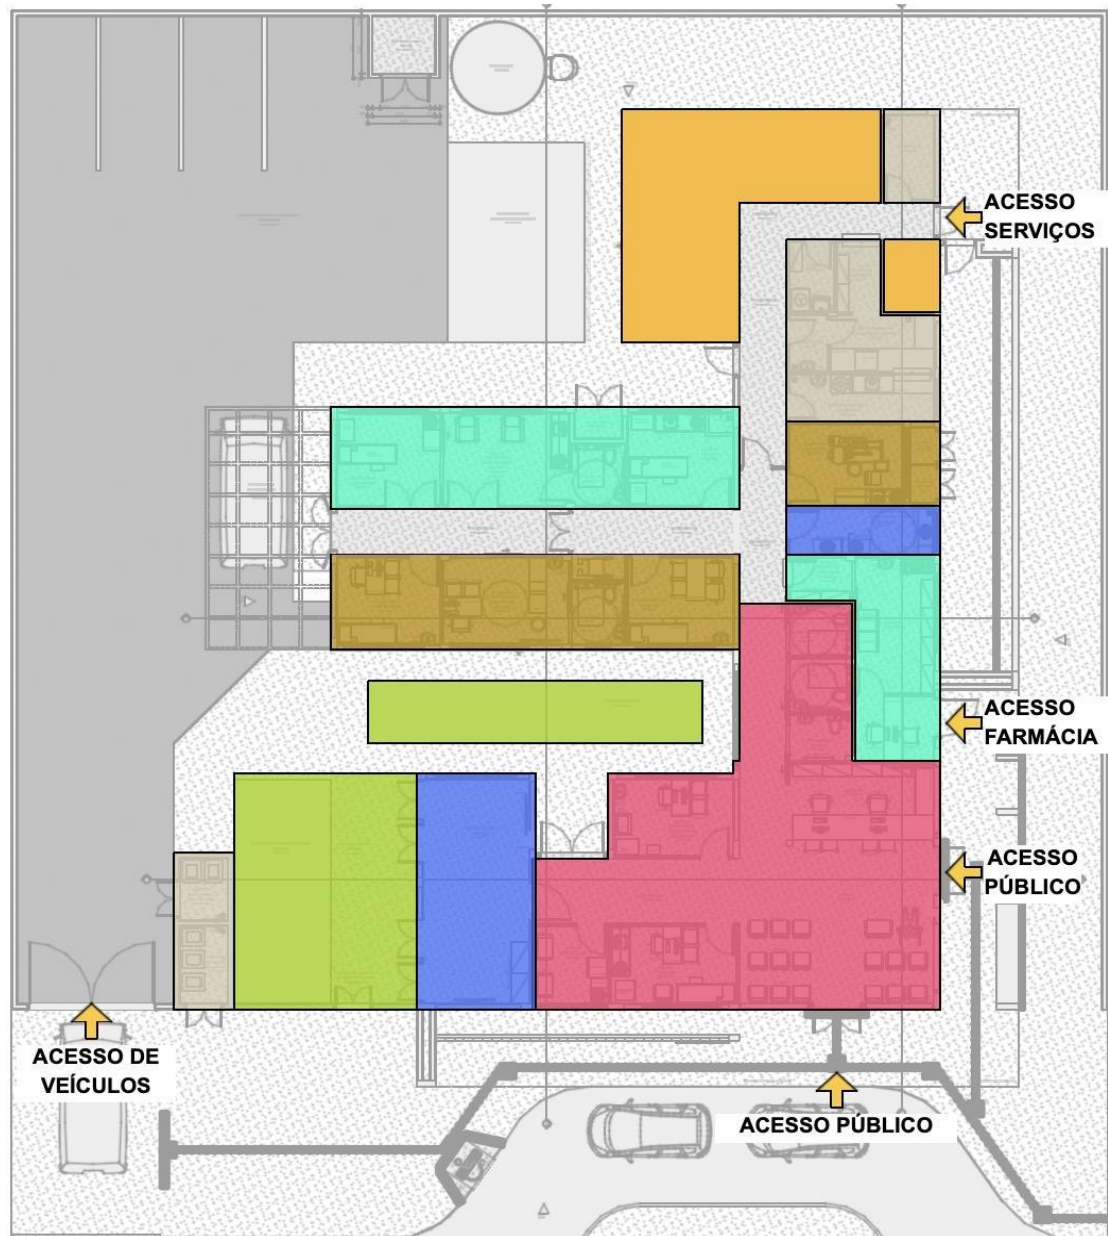 ACESSO
SERVIÇOS
ACESSO
FARMÁCIA
ACESSO
PÚBLICO
ACESSO DE
VEÍCULOS
ACESSO PÚBLICO